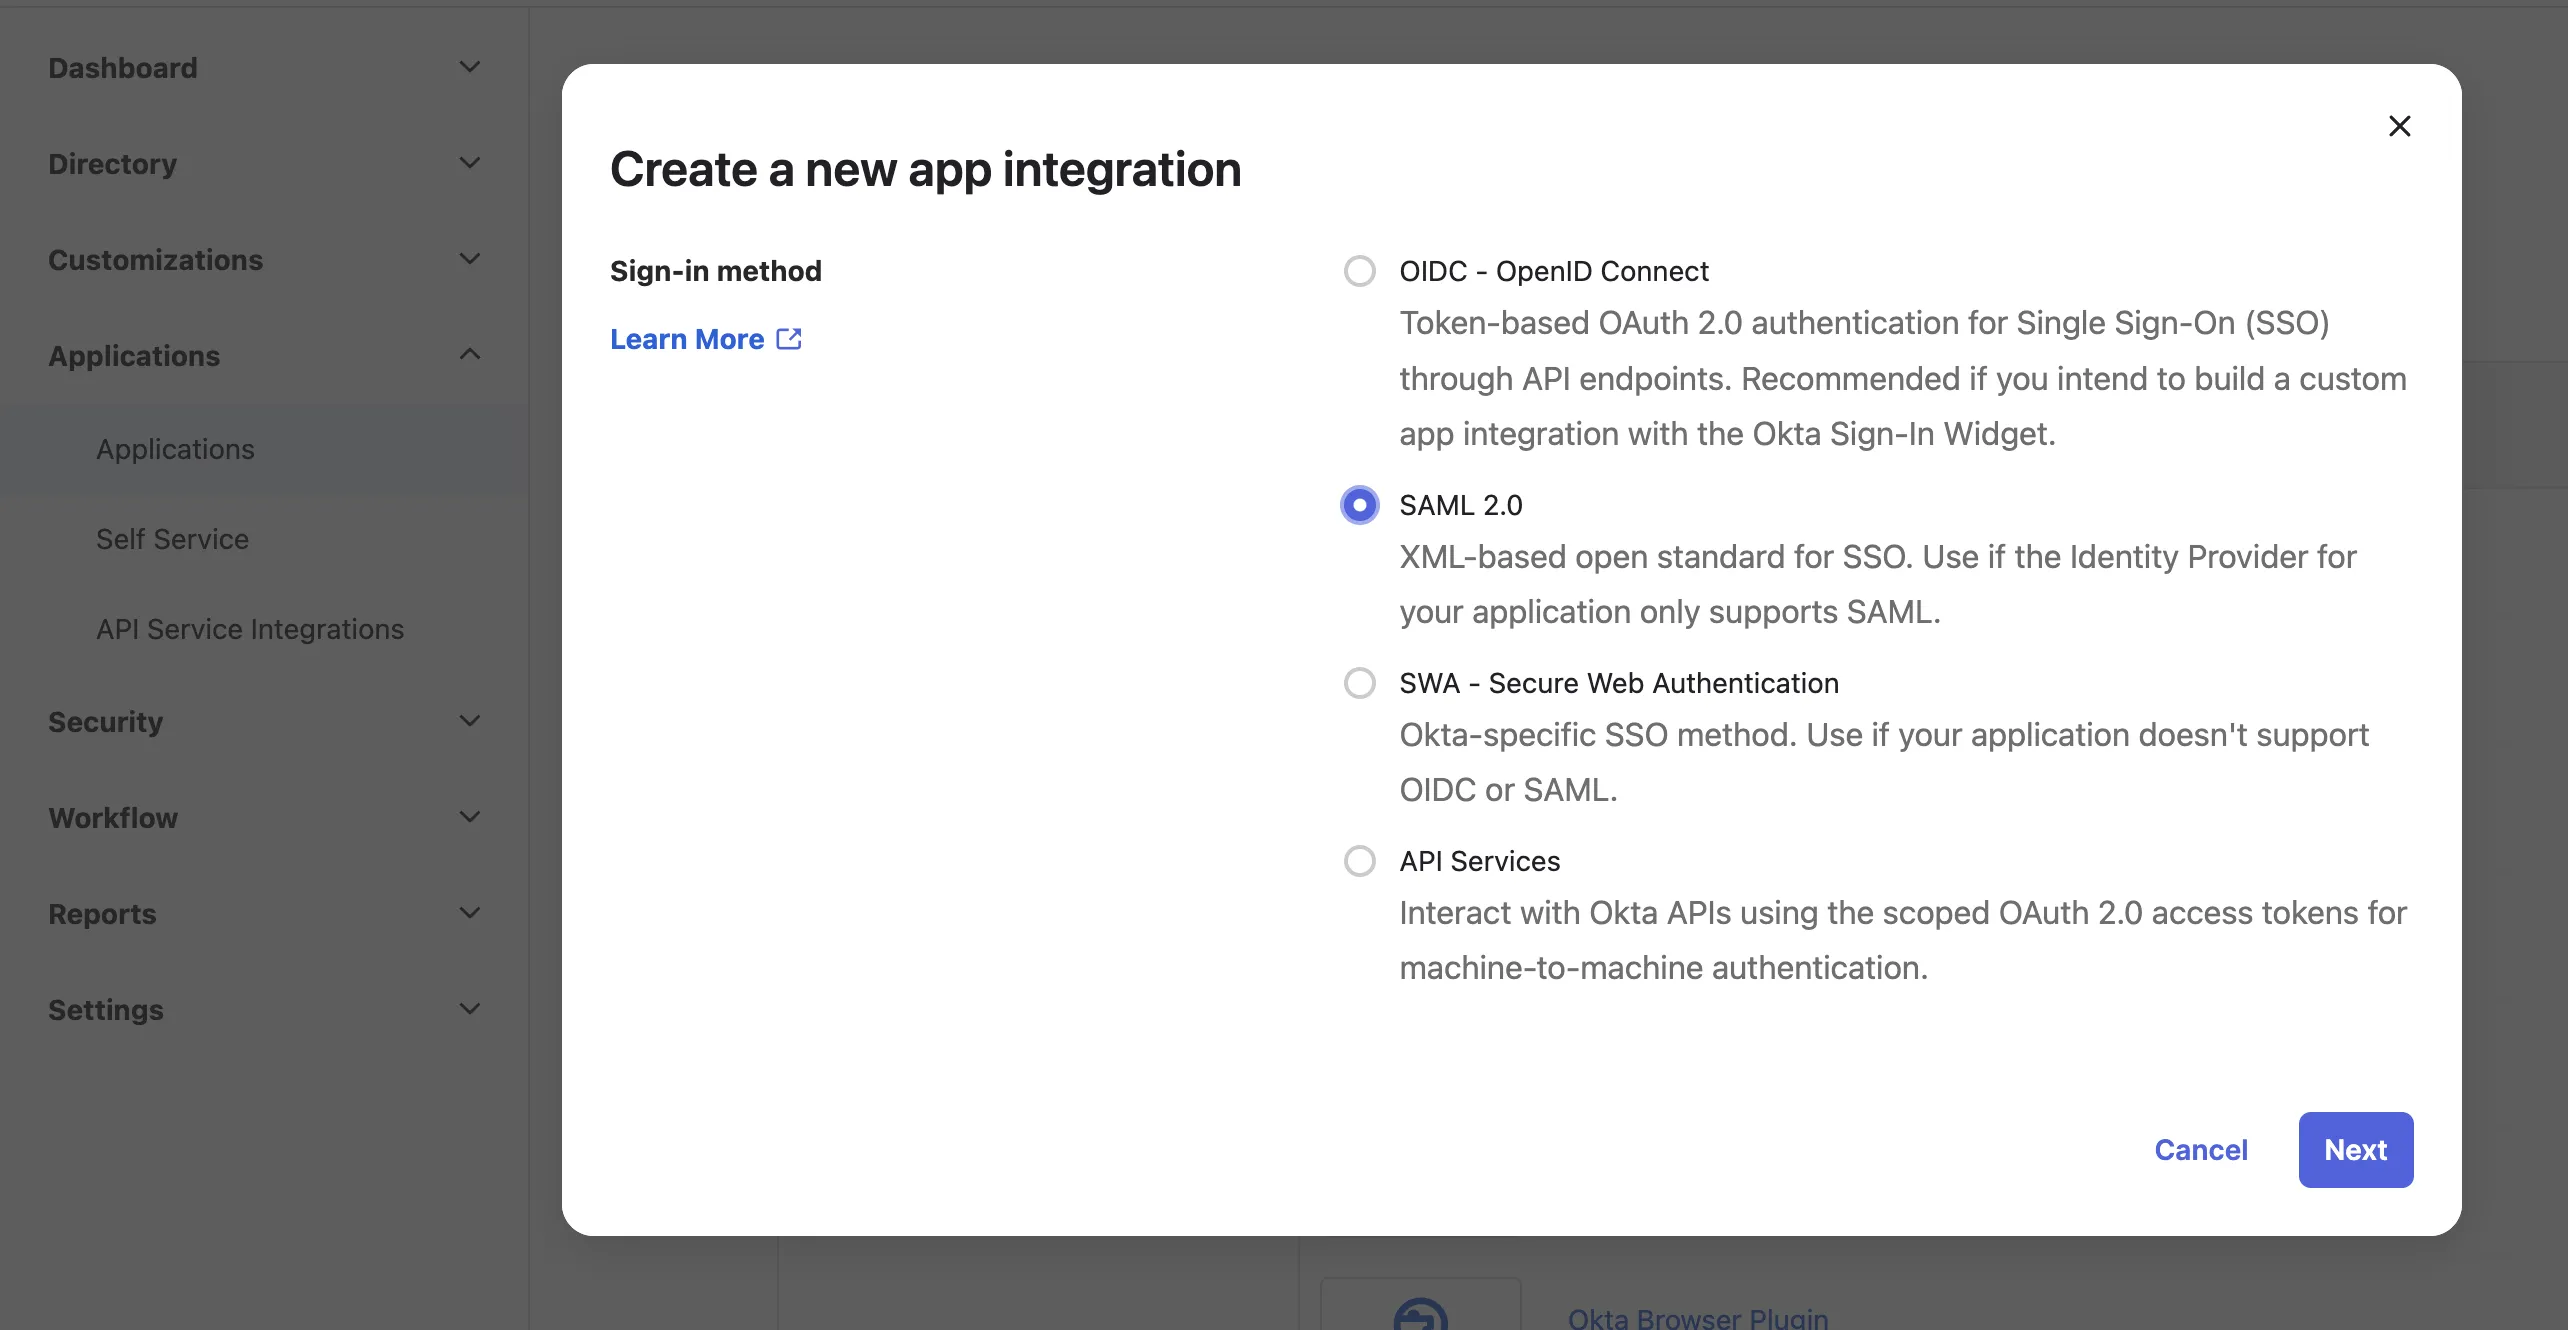 Dashboard
Directory
Customizations
Applications
Applications
Self Service
API Service Integrations
Security
Workflow
Reports
Settings
Create a new app integration
Sign-in method
Learn More
OIDC - OpenID Connect
Token-based OAuth 2.0 authentication for Single Sign-On (SSO)
through API endpoints. Recommended if you intend to build a custom
app integration with the Okta Sign-In Widget.
SAML 2.0
XML-based open standard for SSO. Use if the Identity Provider for
your application only supports SAML.
SWA - Secure Web Authentication
Okta-specific SSO method. Use if your application doesn't support
OIDC or SAML.
API Services
Interact with Okta APIs using the scoped OAuth 2.0 access tokens for
machine-to-machine authentication.
Cancel
Next
Okta Browser Plugin